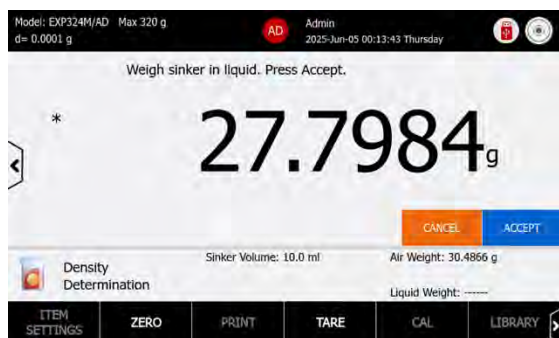 Model: EXP324M/AD Max 320 g
d= 0.0001 g
AD
Admin
2025-Jun-05 00:13:43 Thursday
Weigh sinker in liquid. Press Accept.
*
27.7984 g
CANCEL
ACCEPT
Density
Determination
Sinker Volume: 10.0 ml
Air Weight: 30.4866 g
Liquid Weight: ------
ITEM
SETTINGS
ZERO
PRINT
TARE
CAL
LIBRARY